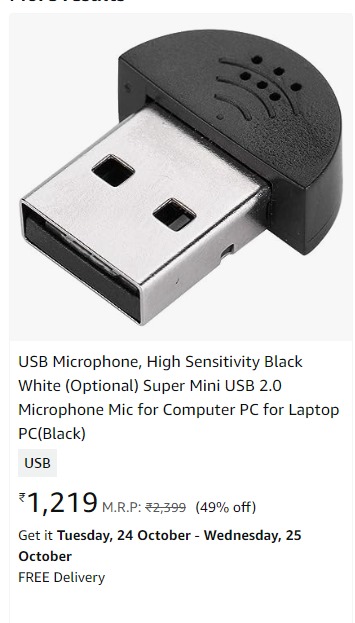 USB Microphone, High Sensitivity Black
White (Optional) Super Mini USB 2.0
Microphone Mic for Computer PC for Laptop
PC(Black)
USB
₹1,219 M.R.P: ₹2,399 (49% off)
Get it Tuesday, 24 October - Wednesday, 25
October
FREE Delivery